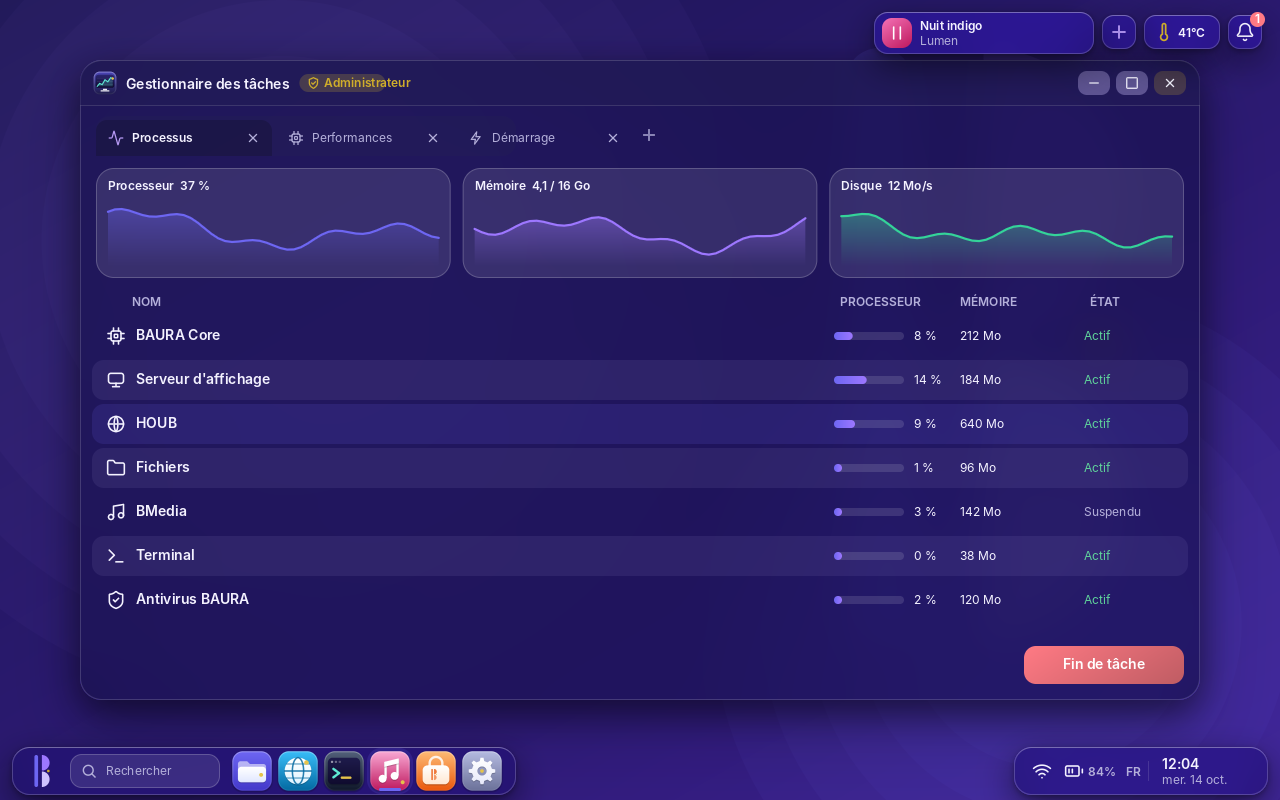 Nuit indigo
Lumen
41°C
1
Gestionnaire des tâches
Administrateur
Processus
Performances
Démarrage
Processeur 37 %
Mémoire 4,1 / 16 Go
Disque 12 Mo/s
NOM PROCESSEUR MÉMOIRE ÉTAT
BAURA Core 8 % 212 Mo Actif
Serveur d'affichage 14 % 184 Mo Actif
HOUB 9 % 640 Mo Actif
Fichiers 1 % 96 Mo Actif
BMedia 3 % 142 Mo Suspendu
Terminal 0 % 38 Mo Actif
Antivirus BAURA 2 % 120 Mo Actif
Fin de tâche
Rechercher
84% FR
12:04
mer. 14 oct.